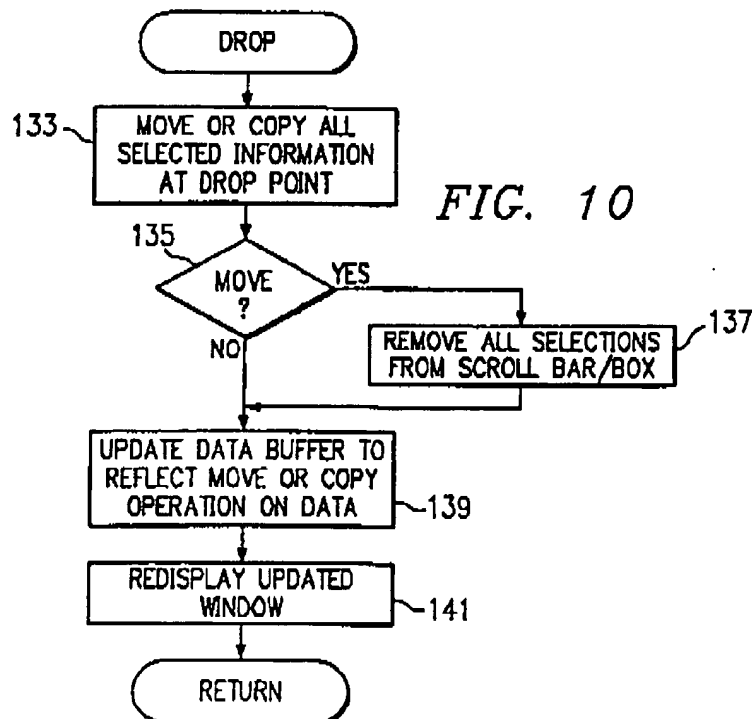 DROP
133
MOVE OR COPY ALL
SELECTED INFORMATION
AT DROP POINT
FIG. 10
135
MOVE
?
YES
NO
137
REMOVE ALL SELECTIONS
FROM SCROLL BAR/BOX
UPDATE DATA BUFFER TO
REFLECT MOVE OR COPY
OPERATION ON DATA
139
REDISPLAY UPDATED
WINDOW
141
RETURN